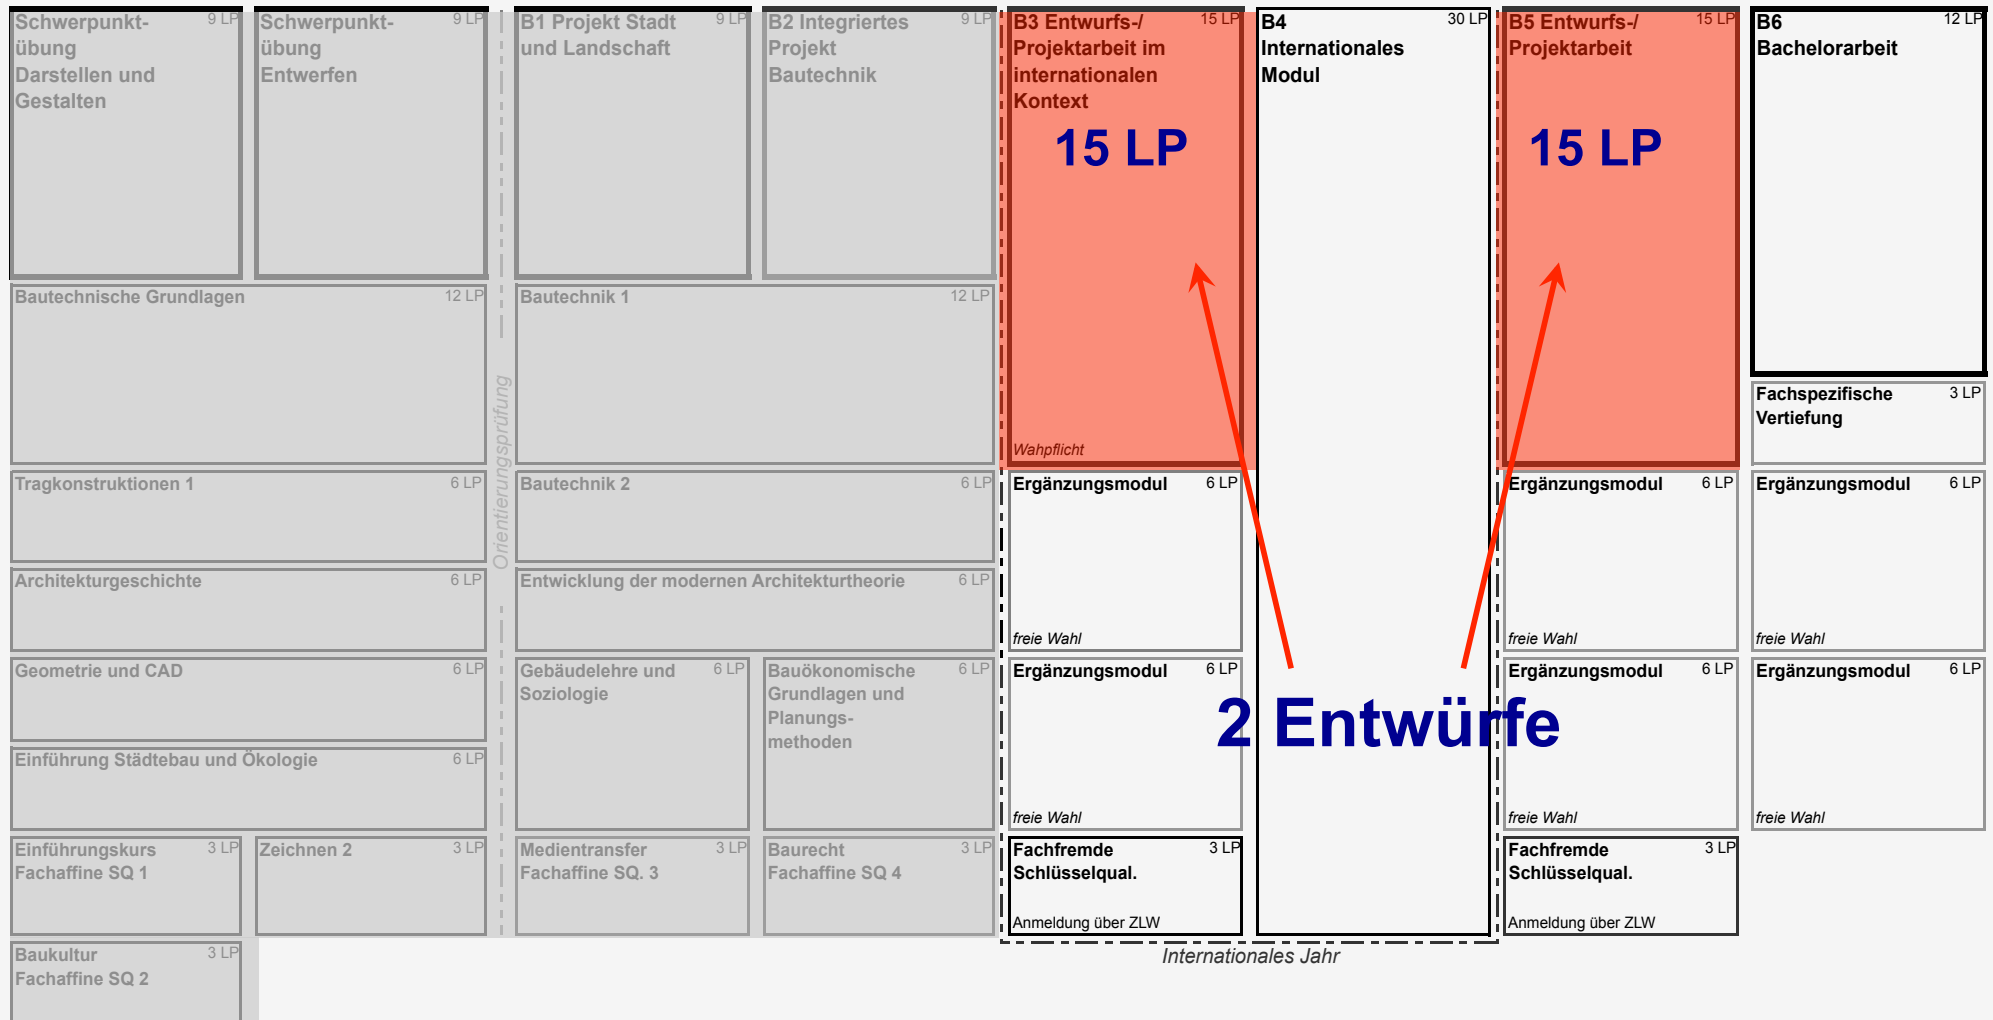 Schwerpunkt-
übung
Darstellen und
Gestalten
9 LP
Schwerpunkt-
übung
Entwerfen
9 LP
B1 Projekt Stadt
und Landschaft
9 LP
B2 Integriertes
Projekt
Bautechnik
9 LP
B3 Entwurfs-/
Projektarbeit im
internationalen
Kontext
15 LP
15 LP
Wahpflicht
B4
Internationales
Modul
30 LP
B5 Entwurfs-/
Projektarbeit
15 LP
15 LP
B6
Bachelorarbeit
12 LP
Bautechnische Grundlagen 12 LP
Bautechnik 1 12 LP
Orientierungsprüfung
Fachspezifische
Vertiefung
3 LP
Tragkonstruktionen 1 6 LP
Bautechnik 2 6 LP
Ergänzungsmodul 6 LP
freie Wahl
Ergänzungsmodul 6 LP
freie Wahl
Ergänzungsmodul 6 LP
freie Wahl
Architekturgeschichte 6 LP
Entwicklung der modernen Architekturtheorie 6 LP
Geometrie und CAD 6 LP
Gebäudelehre und
Soziologie
6 LP
Bauökonomische
Grundlagen und
Planungs-
methoden
6 LP
Ergänzungsmodul 6 LP
freie Wahl
2 Entwürfe
Ergänzungsmodul 6 LP
freie Wahl
Ergänzungsmodul 6 LP
freie Wahl
Einführung Städtebau und Ökologie 6 LP
Einführungskurs
Fachaffine SQ 1
3 LP
Zeichnen 2 3 LP
Medientransfer
Fachaffine SQ. 3
3 LP
Baurecht
Fachaffine SQ 4
3 LP
Fachfremde
Schlüsselqual.
3 LP
Anmeldung über ZLW
Fachfremde
Schlüsselqual.
3 LP
Anmeldung über ZLW
Baukultur
Fachaffine SQ 2
3 LP
Internationales Jahr